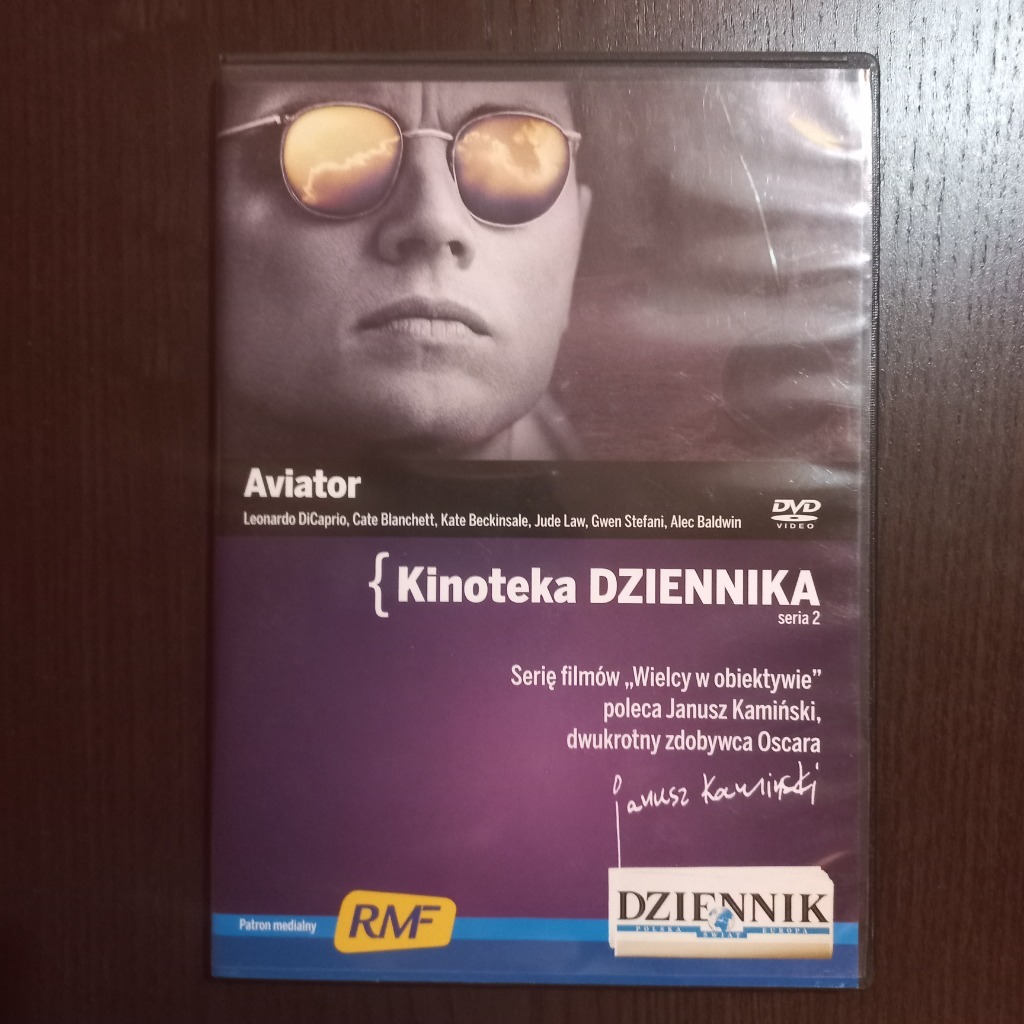 Aviator
Leonardo DiCaprio, Cate Blanchett, Kate Beckinsale, Jude Law, Gwen Stefani, Alec Baldwin
DVD
VIDEO
{ Kinoteka DZIENNIKA
seria 2
Serię filmów „Wielcy w obiektywie”
poleca Janusz Kamiński,
dwukrotny zdobywca Oscara
Janusz Kamiński
DZIENNIK
POLSKA ŚWIAT EUROPA
Patron medialny
RMF